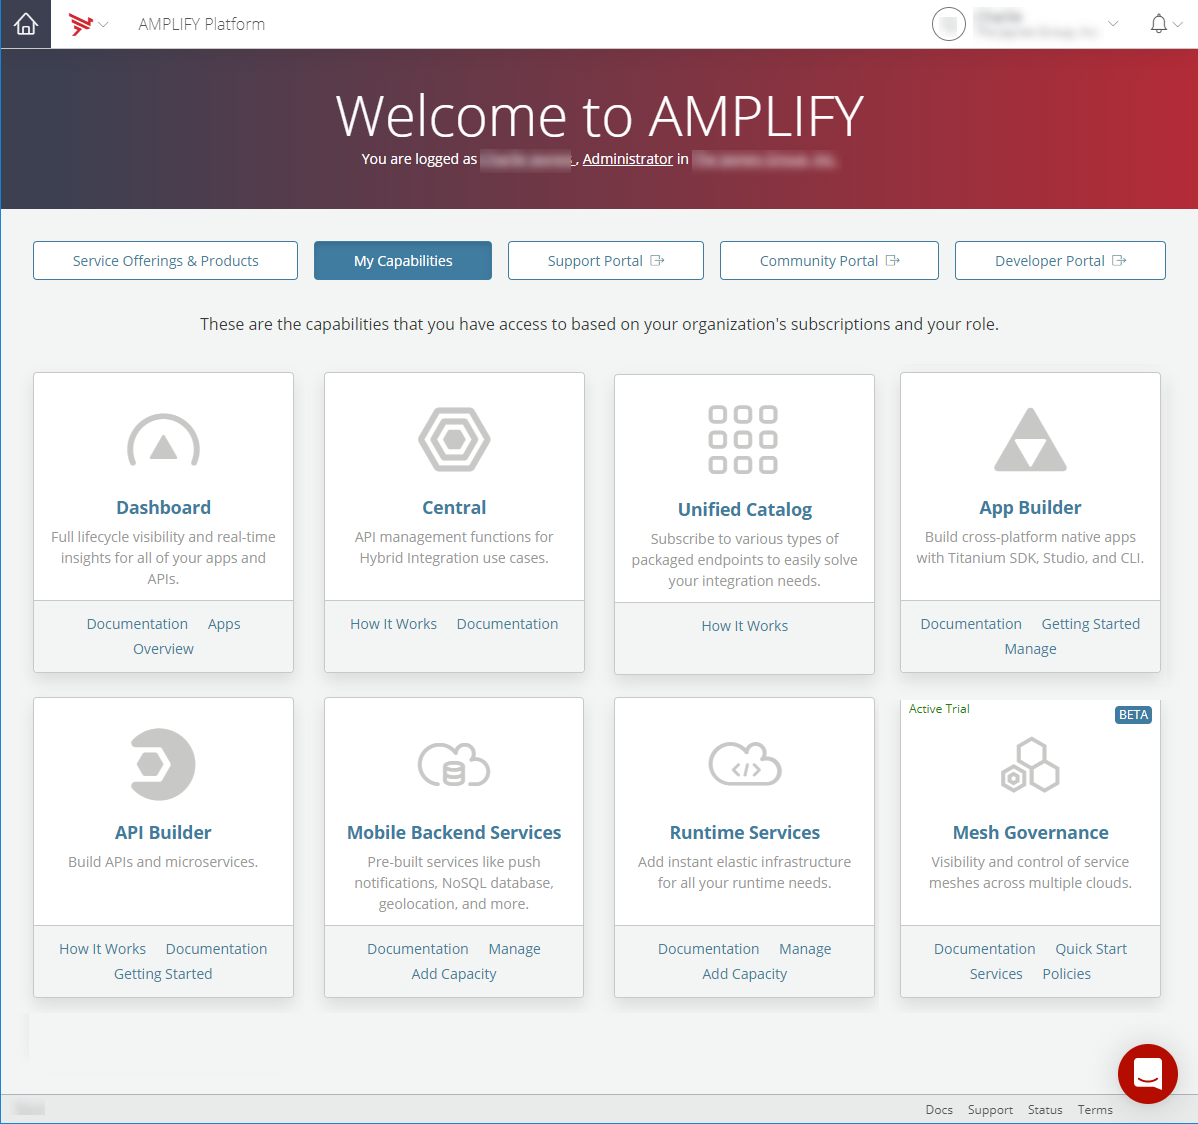 AMPLIFY Platform
Welcome to AMPLIFY
You are logged as , Administrator in
Service Offerings & Products
My Capabilities
Support Portal
Community Portal
Developer Portal
These are the capabilities that you have access to based on your organization's subscriptions and your role.
Dashboard
Full lifecycle visibility and real-time
insights for all of your apps and
APIs.
Documentation Apps
Overview
Central
API management functions for
Hybrid Integration use cases.
How It Works Documentation
Unified Catalog
Subscribe to various types of
packaged endpoints to easily solve
your integration needs.
How It Works
App Builder
Build cross-platform native apps
with Titanium SDK, Studio, and CLI.
Documentation Getting Started
Manage
API Builder
Build APIs and microservices.
How It Works Documentation
Getting Started
Mobile Backend Services
Pre-built services like push
notifications, NoSQL database,
geolocation, and more.
Documentation Manage
Add Capacity
Runtime Services
Add instant elastic infrastructure
for all your runtime needs.
Documentation Manage
Add Capacity
Active Trial
BETA
Mesh Governance
Visibility and control of service
meshes across multiple clouds.
Documentation Quick Start
Services Policies
Docs Support Status Terms